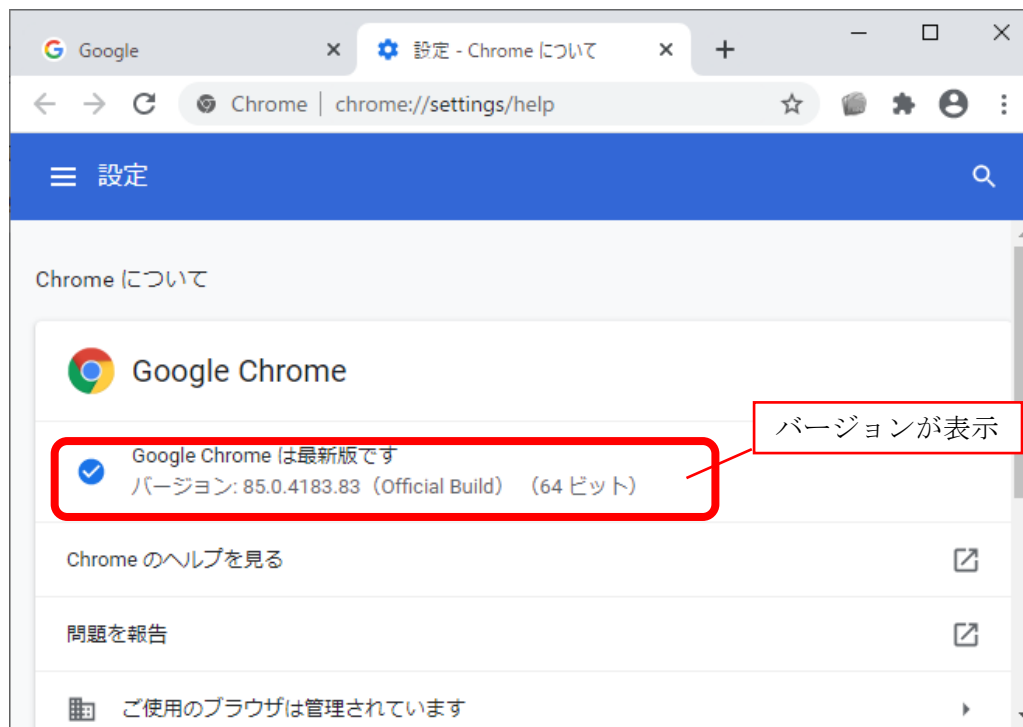 Google
設定 - Chrome について
Chrome | chrome://settings/help
設定
Chrome について
Google Chrome
バージョンが表示
Google Chrome は最新版です
バージョン: 85.0.4183.83（Official Build） （64 ビット）
Chrome のヘルプを見る
問題を報告
ご使用のブラウザは管理されています